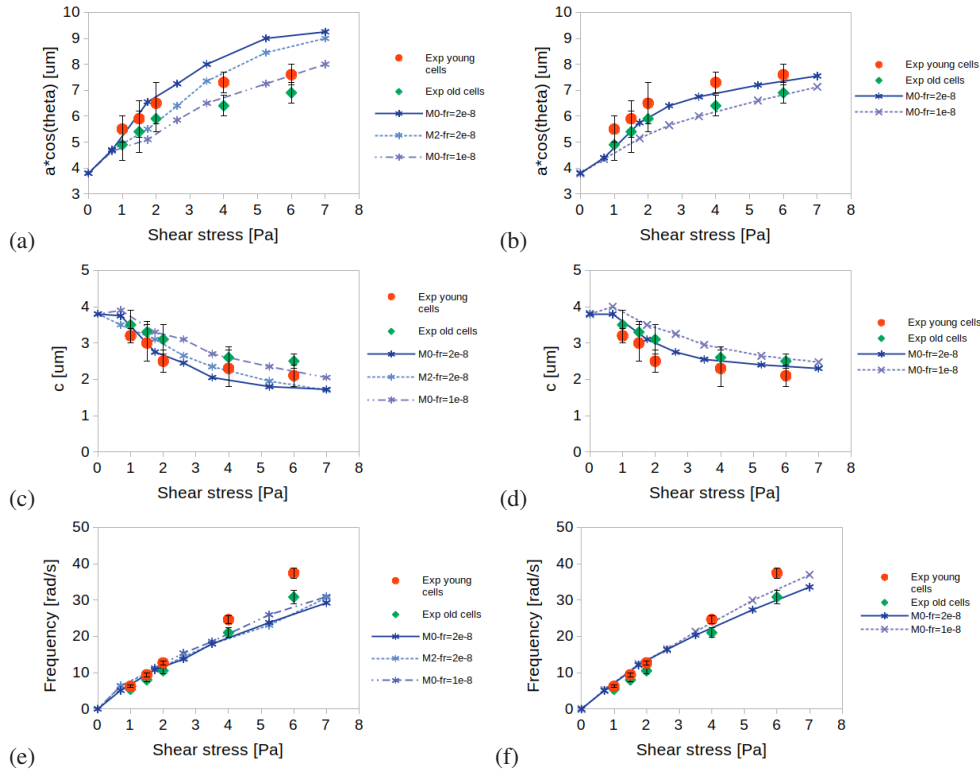 a*cos(theta) [um]
10
9
8
7
6
5
4
3
0 1 2 3 4 5 6 7 8
Shear stress [Pa]
Exp young
cells
Exp old cells
M0-fr=2e-8
M2-fr=2e-8
M0-fr=1e-8
(a)
a*cos(theta) [um]
10
9
8
7
6
5
4
3
0 1 2 3 4 5 6 7 8
Shear stress [Pa]
Exp young cells
Exp old cells
M0-fr=2e-8
M0-fr=1e-8
(b)
c [um]
5
4
3
2
1
0
0 1 2 3 4 5 6 7 8
Shear stress [Pa]
Exp young
cells
Exp old cells
M0-fr=2e-8
M2-fr=2e-8
M0-fr=1e-8
(c)
c [um]
5
4
3
2
1
0
0 1 2 3 4 5 6 7 8
Shear stress [Pa]
Exp young cells
Exp old cells
M0-fr=2e-8
M0-fr=1e-8
(d)
Frequency [rad/s]
50
40
30
20
10
0
0 1 2 3 4 5 6 7 8
Shear stress [Pa]
Exp young
cells
Exp old cells
M0-fr=2e-8
M2-fr=2e-8
M0-fr=1e-8
(e)
Frequency [rad/s]
50
40
30
20
10
0
0 1 2 3 4 5 6 7 8
Shear stress [Pa]
Exp young
cells
Exp old cells
M0-fr=2e-8
M0-fr=1e-8
(f)